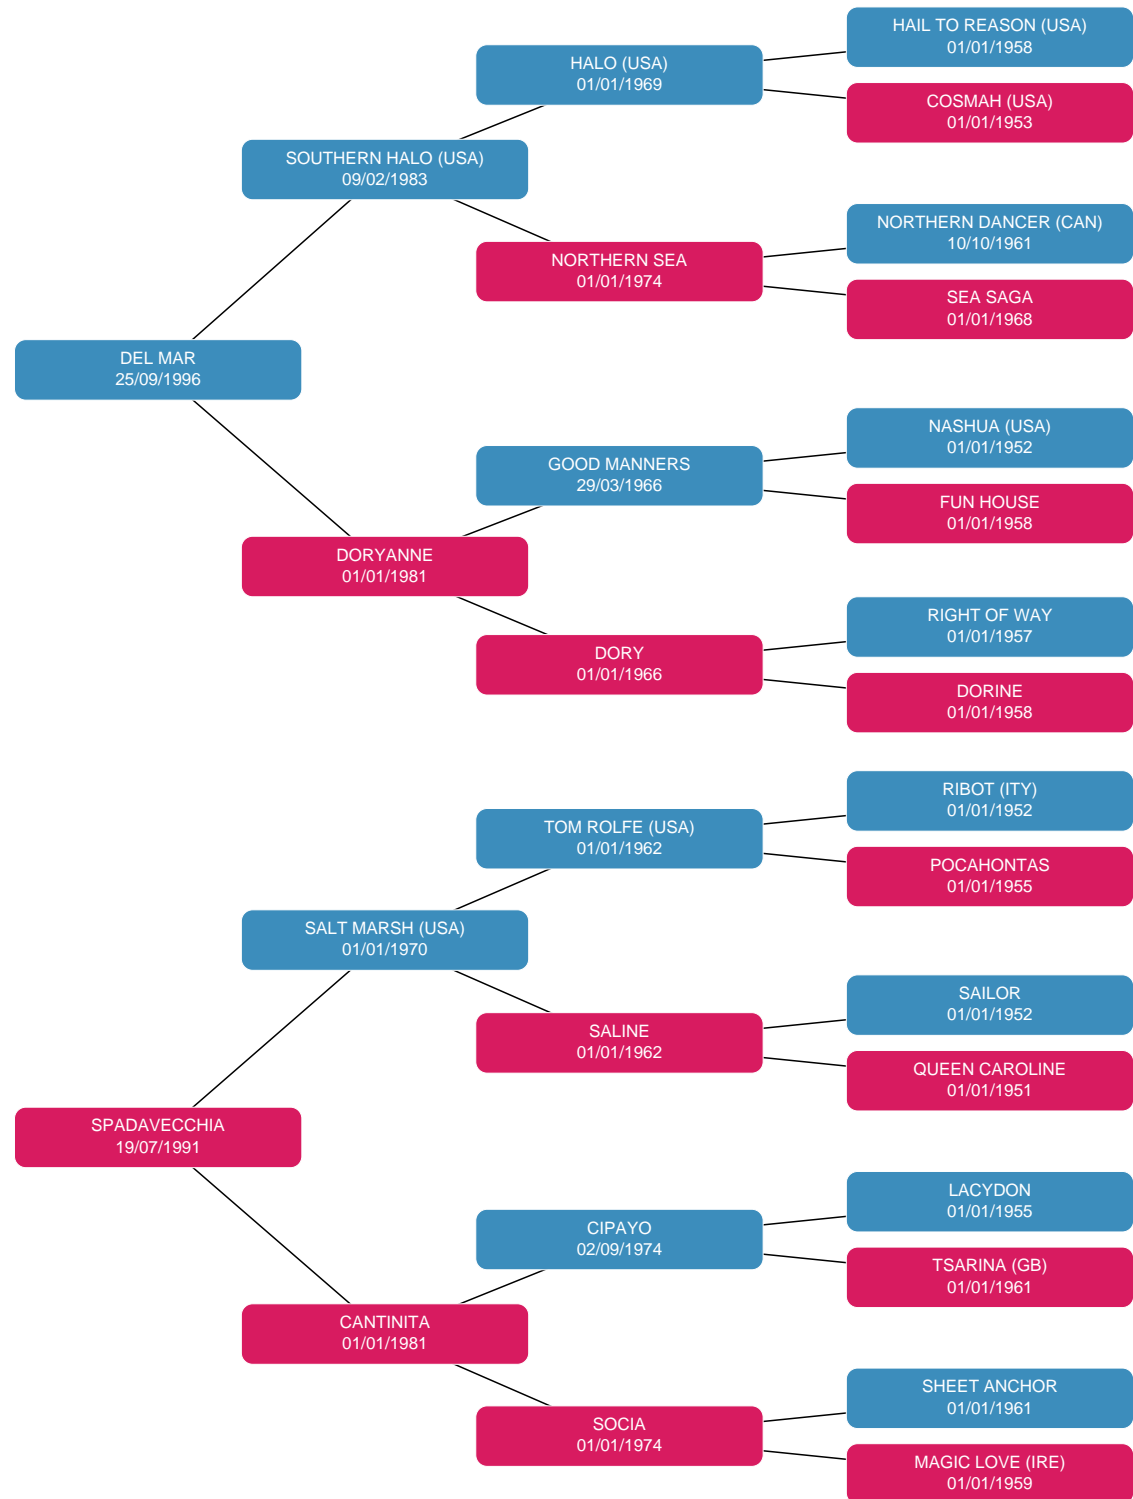 HAIL TO REASON (USA)
01/01/1958
HALO (USA)
01/01/1969
COSMAH (USA)
01/01/1953
SOUTHERN HALO (USA)
09/02/1983
NORTHERN DANCER (CAN)
10/10/1961
NORTHERN SEA
01/01/1974
SEA SAGA
01/01/1968
DEL MAR
25/09/1996
NASHUA (USA)
01/01/1952
GOOD MANNERS
29/03/1966
FUN HOUSE
01/01/1958
DORYANNE
01/01/1981
RIGHT OF WAY
01/01/1957
DORY
01/01/1966
DORINE
01/01/1958
RIBOT (ITY)
01/01/1952
TOM ROLFE (USA)
01/01/1962
POCAHONTAS
01/01/1955
SALT MARSH (USA)
01/01/1970
SAILOR
01/01/1952
SALINE
01/01/1962
QUEEN CAROLINE
01/01/1951
SPADAVECCHIA
19/07/1991
LACYDON
01/01/1955
CIPAYO
02/09/1974
TSARINA (GB)
01/01/1961
CANTINITA
01/01/1981
SHEET ANCHOR
01/01/1961
SOCIA
01/01/1974
MAGIC LOVE (IRE)
01/01/1959